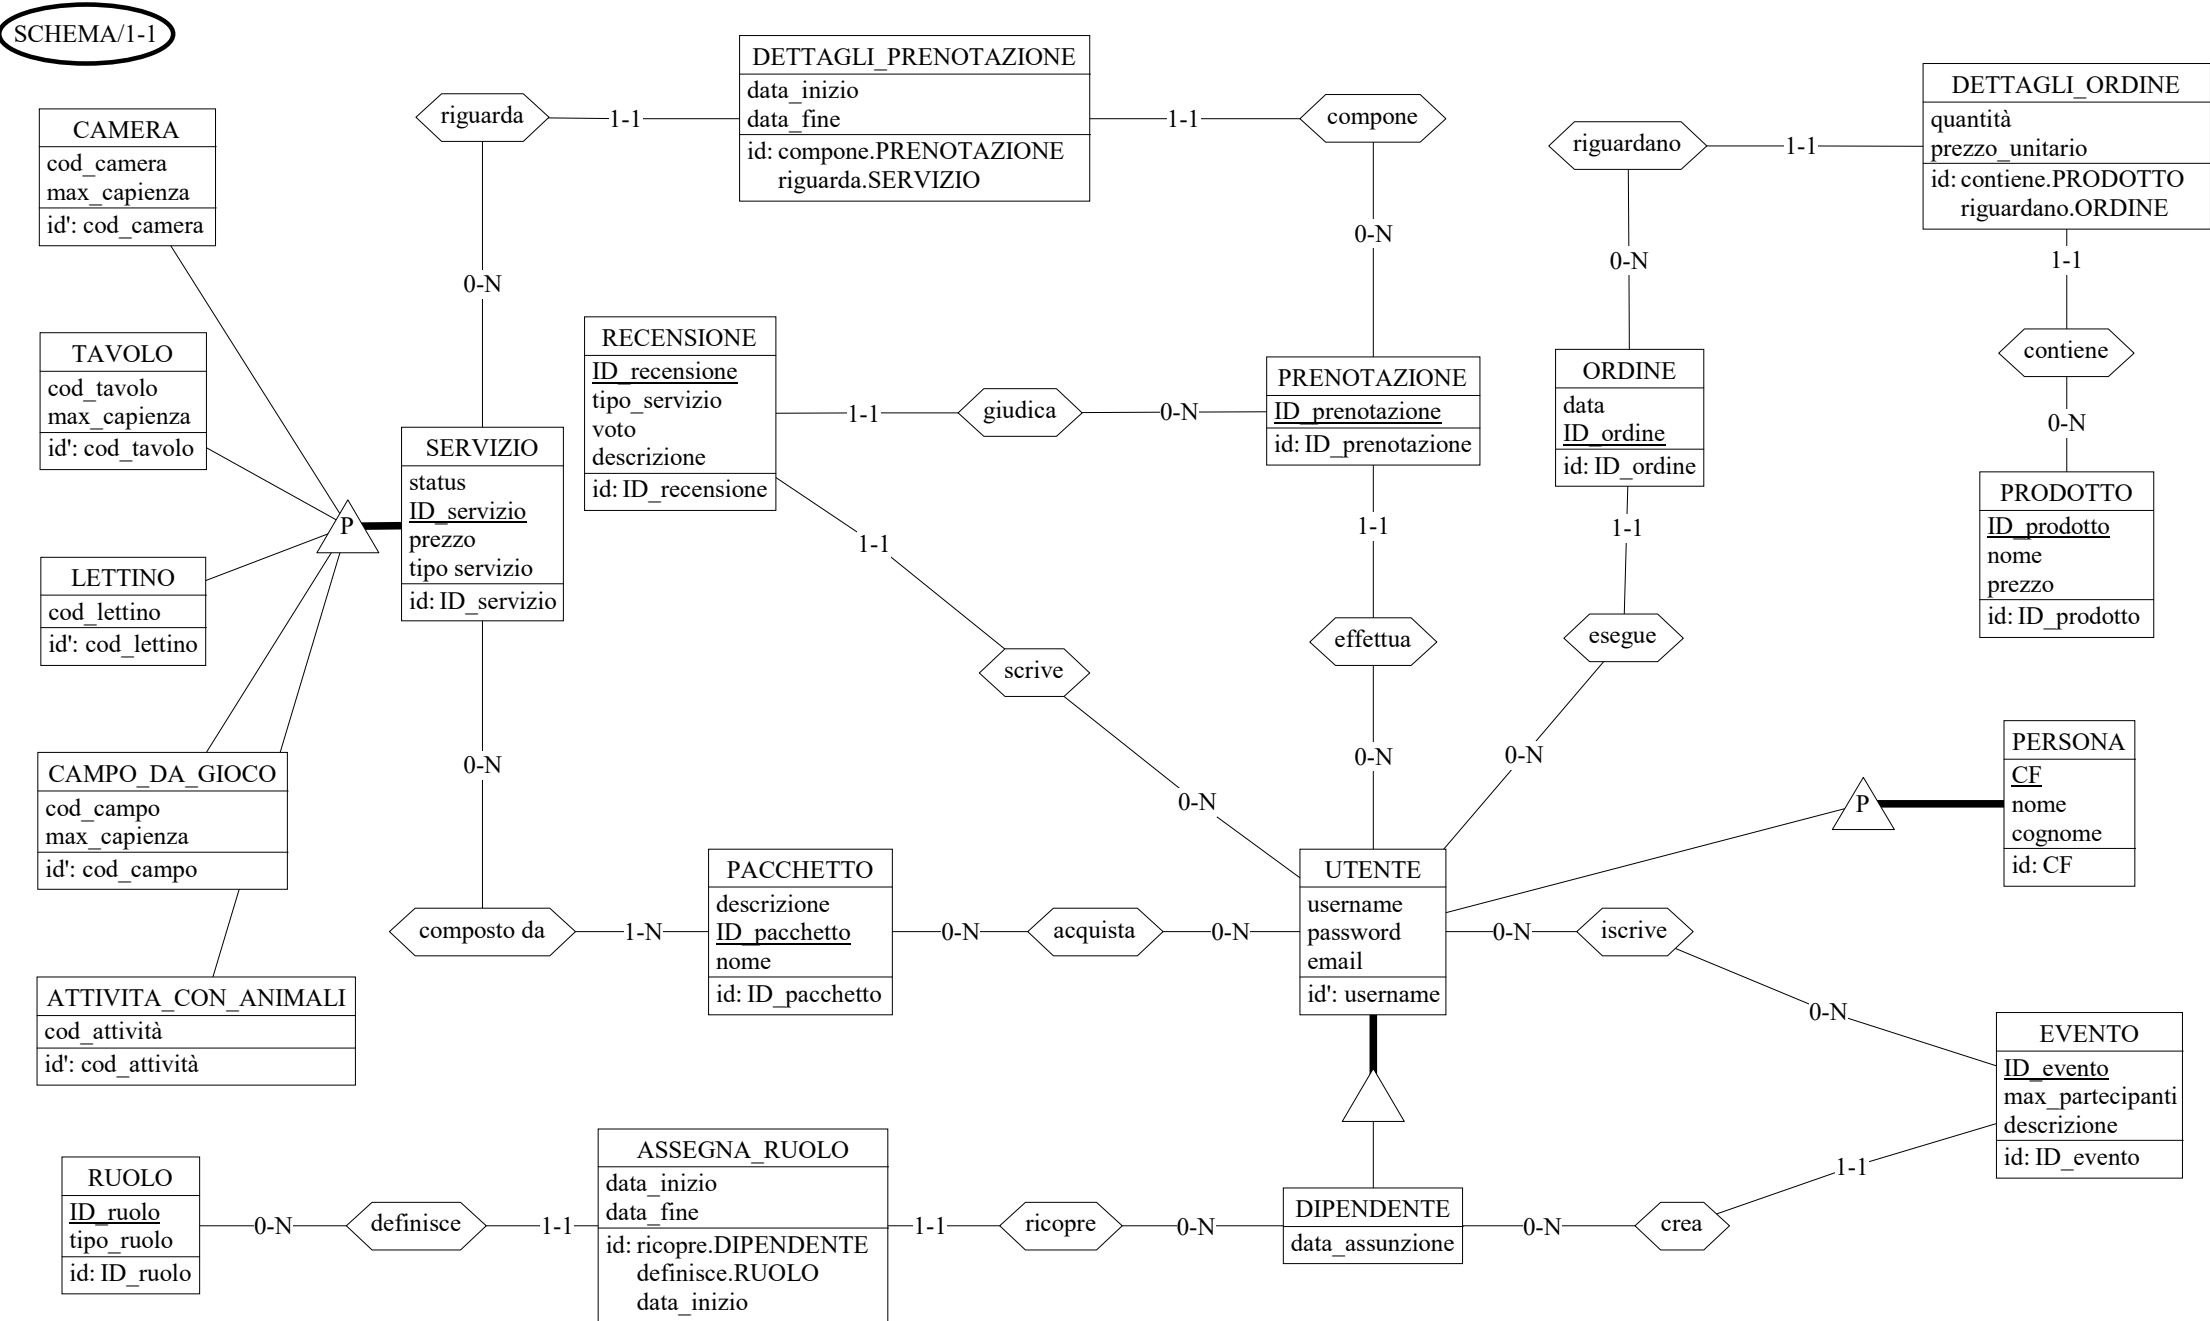 SCHEMA/1-1
DETTAGLI_PRENOTAZIONE
data_inizio
data_fine
id: compone.PRENOTAZIONE
riguarda.SERVIZIO
riguarda
1-1
1-1
compone
0-N
0-N
DETTAGLI_ORDINE
quantità
prezzo_unitario
id: contiene.PRODOTTO
riguardano.ORDINE
riguardano
1-1
0-N
1-1
contiene
0-N
CAMERA
cod_camera
max_capienza
id': cod_camera
TAVOLO
cod_tavolo
max_capienza
id': cod_tavolo
LETTINO
cod_lettino
id': cod_lettino
P
SERVIZIO
status
ID_servizio
prezzo
tipo servizio
id: ID_servizio
RECENSIONE
ID_recensione
tipo_servizio
voto
descrizione
id: ID_recensione
1-1
giudica
0-N
PRENOTAZIONE
ID_prenotazione
id: ID_prenotazione
ORDINE
data
ID_ordine
id: ID_ordine
PRODOTTO
ID_prodotto
nome
prezzo
id: ID_prodotto
1-1
1-1
1-1
scrive
effettua
esegue
0-N
0-N
0-N
0-N
CAMPO_DA_GIOCO
cod_campo
max_capienza
id': cod_campo
ATTIVITA_CON_ANIMALI
cod_attività
id': cod_attività
PERSONA
CF
nome
cognome
id: CF
P
composto da
1-N
PACCHETTO
descrizione
ID_pacchetto
nome
id: ID_pacchetto
0-N
acquista
0-N
UTENTE
username
password
email
id': username
0-N
iscrive
0-N
EVENTO
ID_evento
max_partecipanti
descrizione
id: ID_evento
1-1
RUOLO
ID_ruolo
tipo_ruolo
id: ID_ruolo
0-N
definisce
1-1
ASSEGNA_RUOLO
data_inizio
data_fine
id: ricopre.DIPENDENTE
definisce.RUOLO
data_inizio
1-1
ricopre
0-N
DIPENDENTE
data_assunzione
0-N
crea